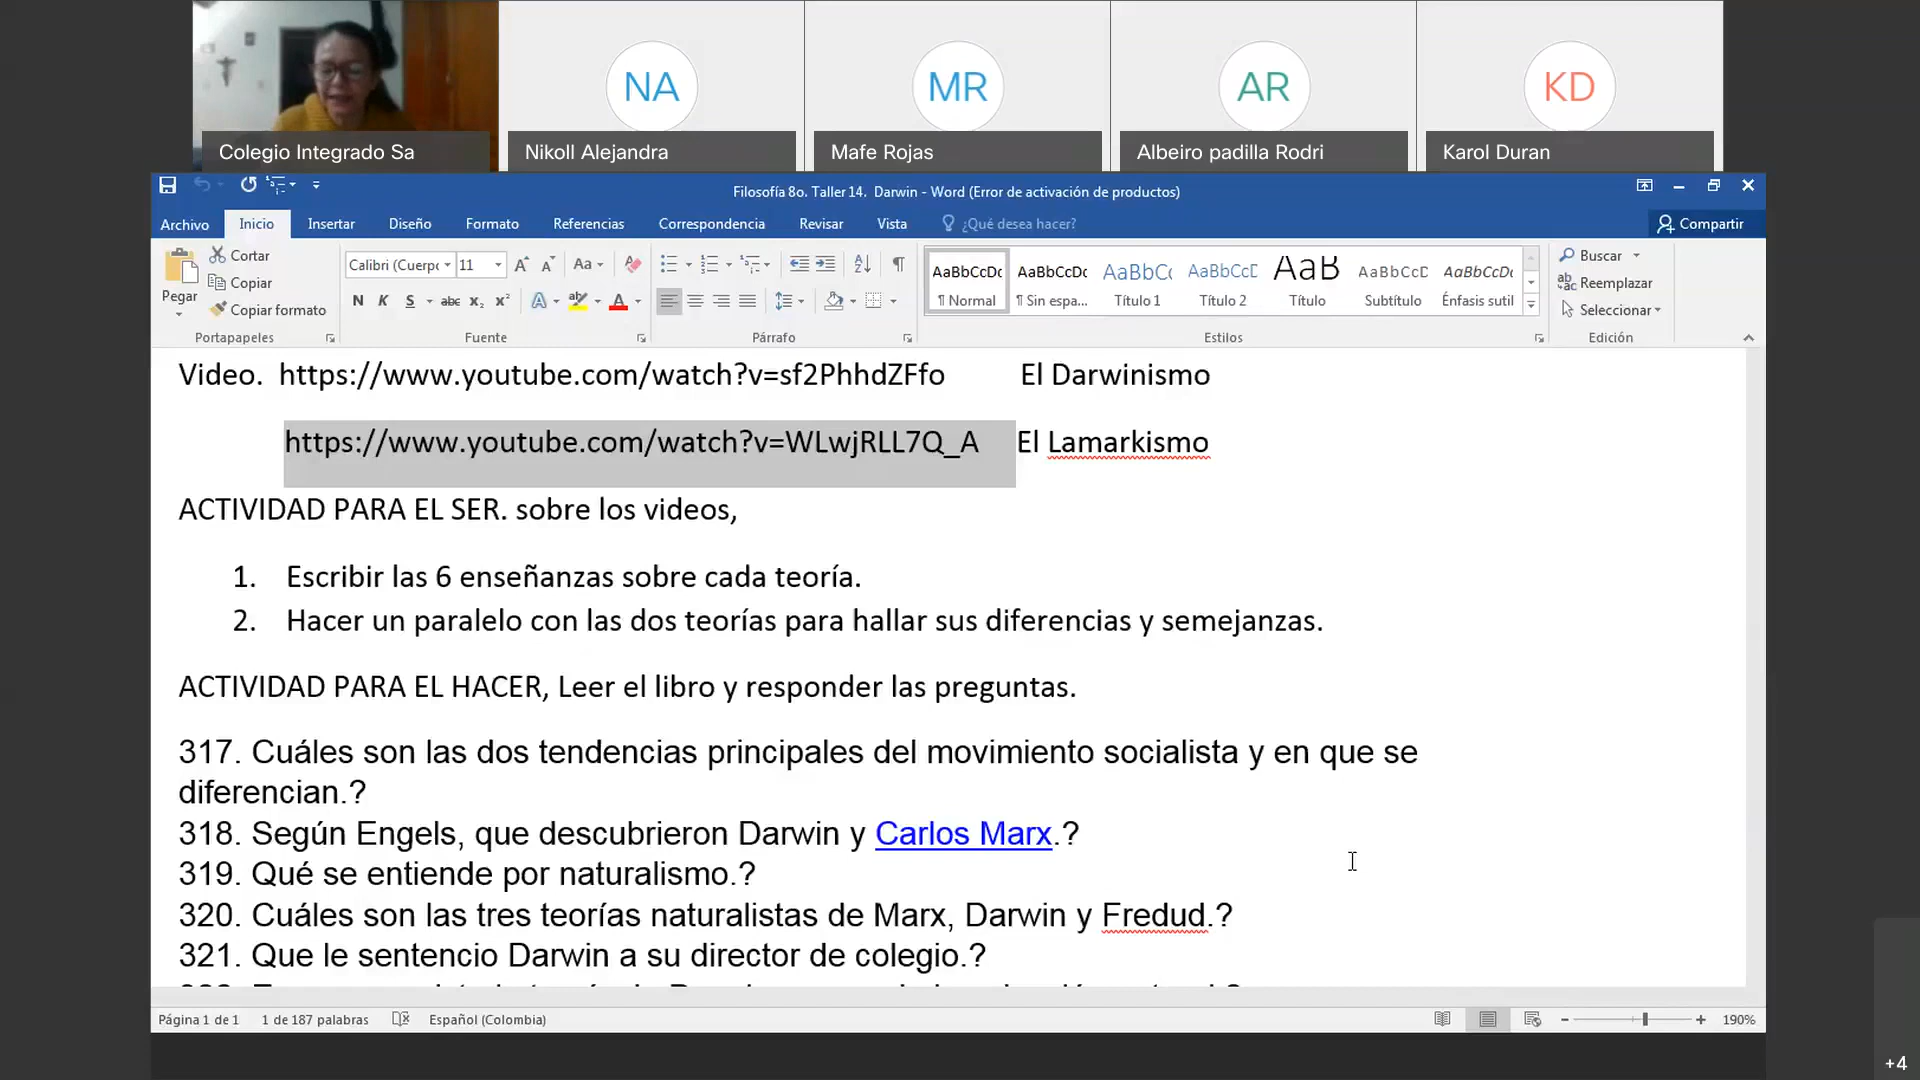 NA
MR
AR
KD
Colegio Integrado Sa
Nikoll Alejandra
Mafe Rojas
Albeiro padilla Rodri
Karol Duran
Filosofía 8o. Taller 14. Darwin - Word (Error de activación de productos)
Archivo Inicio Insertar Diseño Formato Referencias Correspondencia Revisar Vista ¿Qué desea hacer? Compartir
Pegar
Cortar
Copiar
Copiar formato
Portapapeles
Calibri (Cuerpo 11
Aa
N K S abc x₂ x² A aby A
Fuente
Párrafo
AaBbCcDc AaBbCcDc AaBbCc AaBbCcD AaB AaBbCcD AaBbCcDc
¶ Normal ¶ Sin espa... Título 1 Título 2 Título Subtítulo Énfasis sutil
Estilos
Buscar
Reemplazar
Seleccionar
Edición
Video. https://www.youtube.com/watch?v=sf2PhhdZFfo El Darwinismo
https://www.youtube.com/watch?v=WLwjRLL7Q_A El Lamarkismo
ACTIVIDAD PARA EL SER. sobre los videos,
1. Escribir las 6 enseñanzas sobre cada teoría.
2. Hacer un paralelo con las dos teorías para hallar sus diferencias y semejanzas.
ACTIVIDAD PARA EL HACER, Leer el libro y responder las preguntas.
317. Cuáles son las dos tendencias principales del movimiento socialista y en que se
diferencian.?
318. Según Engels, que descubrieron Darwin y Carlos Marx.?
319. Qué se entiende por naturalismo.?
320. Cuáles son las tres teorías naturalistas de Marx, Darwin y Fredud.?
321. Que le sentencio Darwin a su director de colegio.?
Página 1 de 1 1 de 187 palabras Español (Colombia) 190%
+4